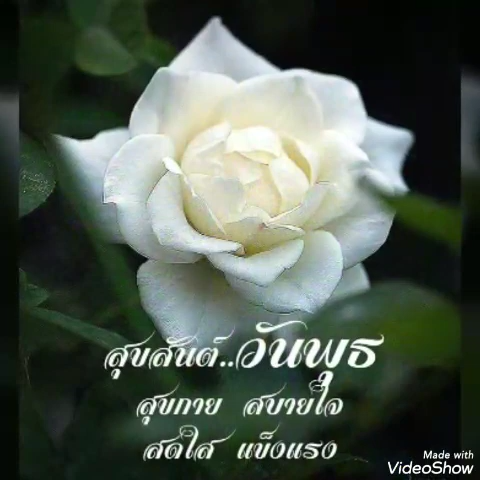 สุขสันต์..วันพุธ
สุขกาย สบายใจ
สดใส แข็งแรง
Made with
VideoShow